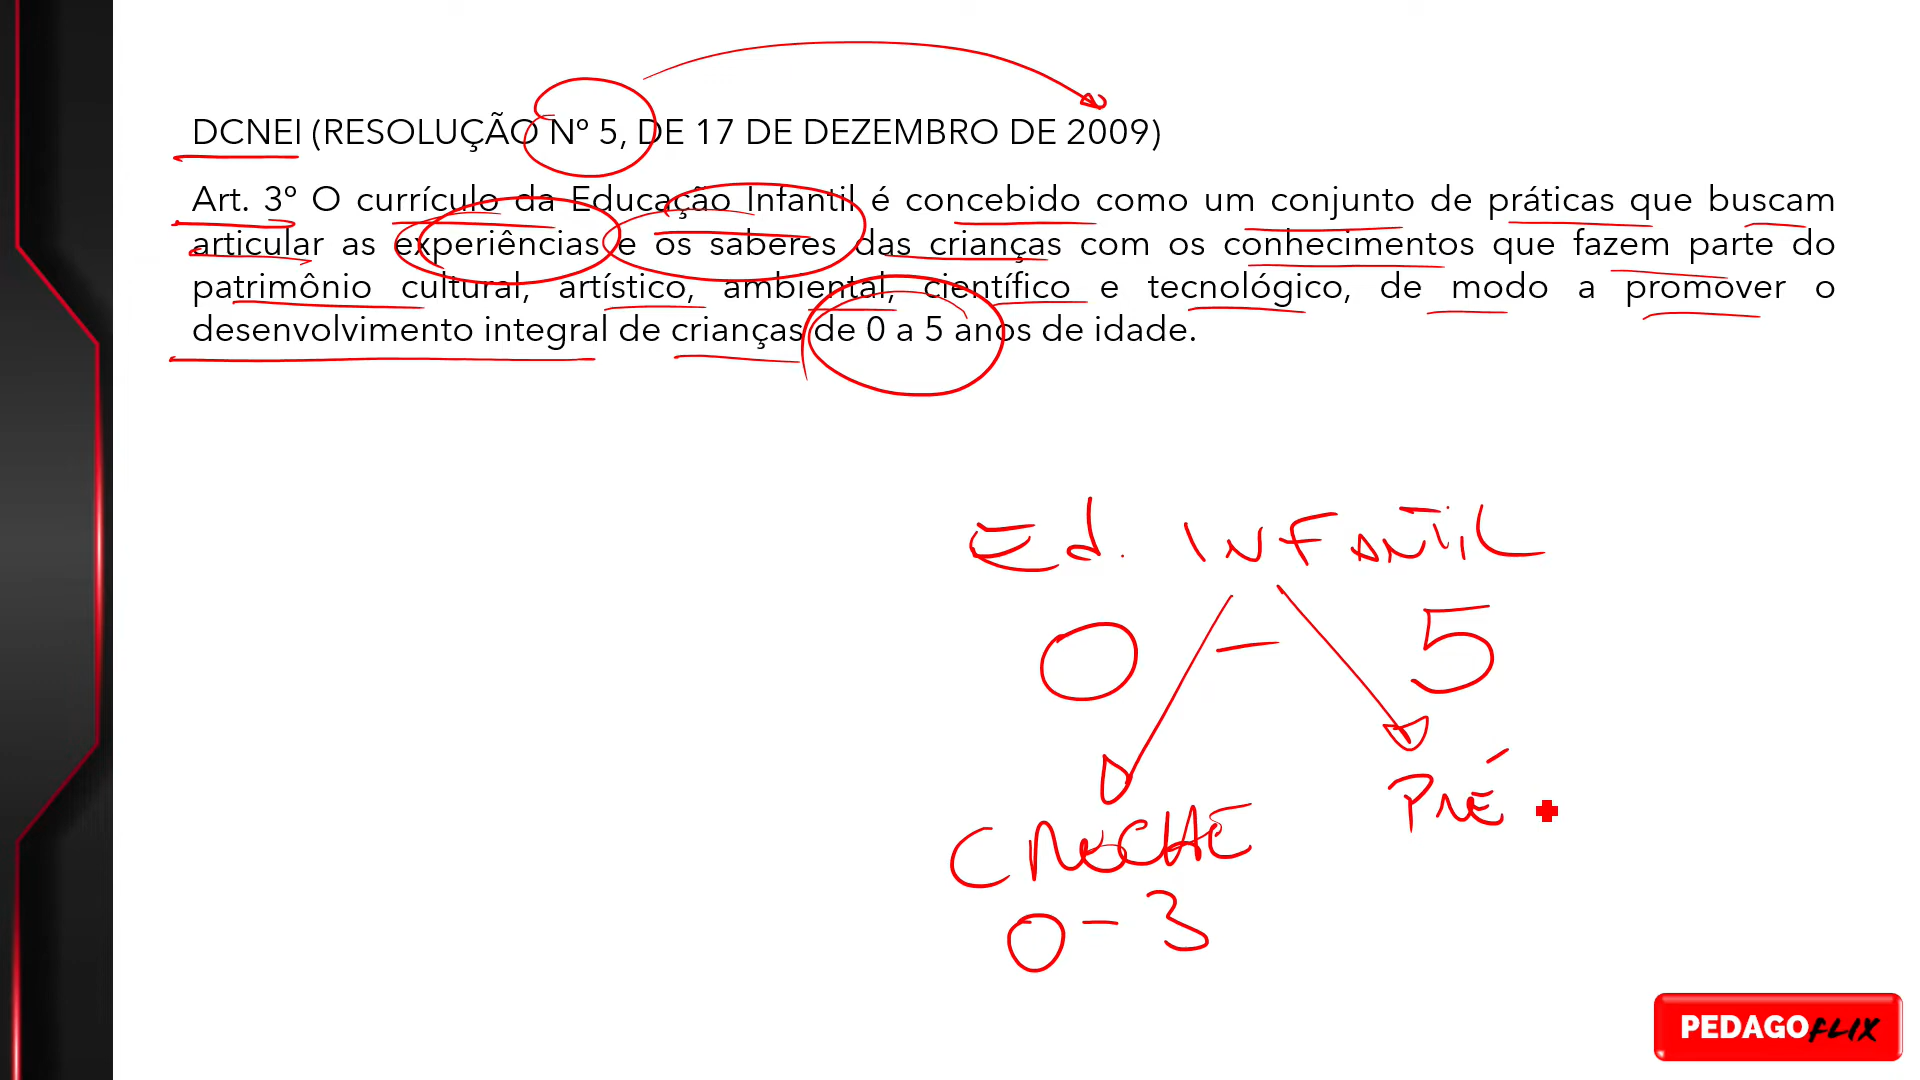 DCNEI (RESOLUÇÃO Nº 5, DE 17 DE DEZEMBRO DE 2009)
Art. 3º O currículo da Educação Infantil é concebido como um conjunto de práticas que buscam
articular as experiências e os saberes das crianças com os conhecimentos que fazem parte do
patrimônio cultural, artístico, ambiental, científico e tecnológico, de modo a promover o
desenvolvimento integral de crianças de 0 a 5 anos de idade.
Ed. INFANTIL
0 - 5
PRÉ
CRECHE
0 - 3
PEDAGOFLIX